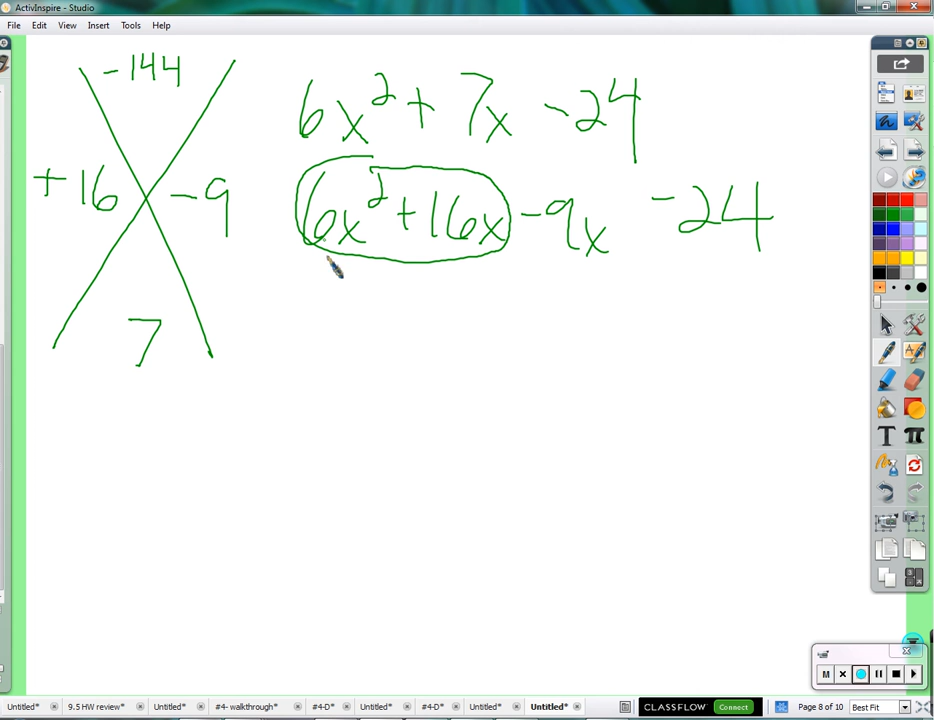 ActivInspire - Studio
File Edit View Insert Tools Help
-144
+16 -9
7
6x² + 7x - 24
6x² + 16x - 9x - 24
M
Untitled* 9.5 HW review* Untitled* #4- walkthrough* #4-D* Untitled* #4-D* Untitled* Untitled* CLASSFLOW Connect Page 8 of 10 Best Fit